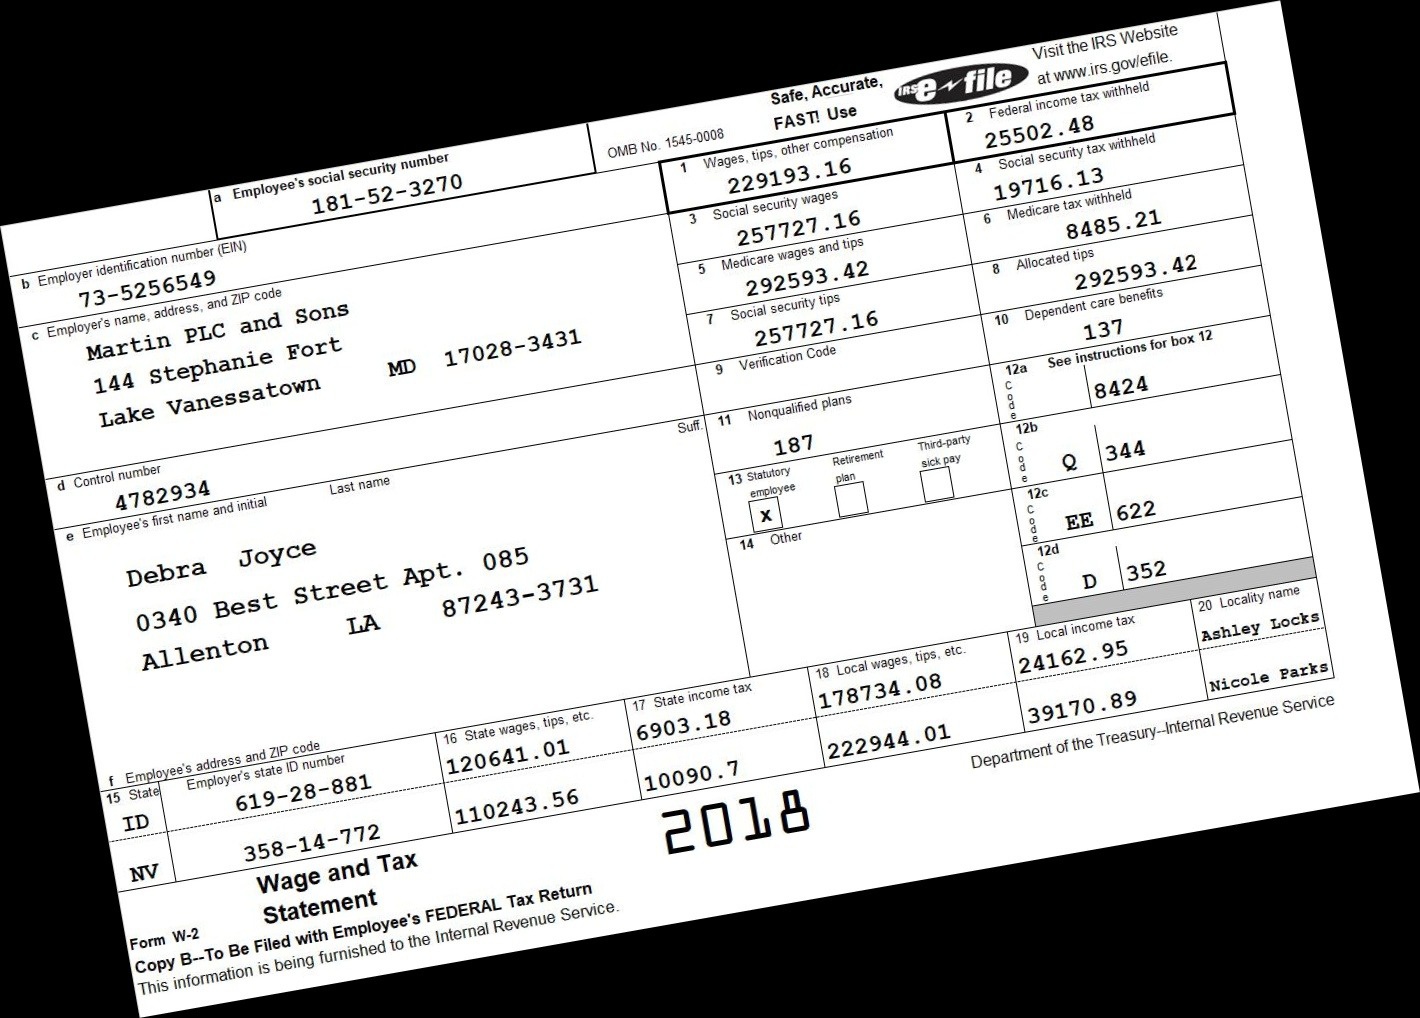 Safe, Accurate,
FAST! Use
IRS e-file
Visit the IRS Website
at www.irs.gov/efile.
a Employee's social security number
181-52-3270
OMB No. 1545-0008
1 Wages, tips, other compensation
229193.16
2 Federal income tax withheld
25502.48
b Employer identification number (EIN)
73-5256549
3 Social security wages
257727.16
4 Social security tax withheld
19716.13
c Employer's name, address, and ZIP code
Martin PLC and Sons
144 Stephanie Fort
Lake Vanessatown MD 17028-3431
5 Medicare wages and tips
292593.42
6 Medicare tax withheld
8485.21
7 Social security tips
257727.16
8 Allocated tips
292593.42
9 Verification Code
10 Dependent care benefits
137
d Control number
4782934
11 Nonqualified plans
187
12a See instructions for box 12
Code
8424
e Employee's first name and initial
Last name
Suff.
Debra Joyce
0340 Best Street Apt. 085
Allenton LA 87243-3731
13 Statutory employee
Retirement plan
Third-party sick pay
x
12b
Code
Q 344
14 Other
12c
Code
EE 622
12d
Code
D 352
f Employee's address and ZIP code
15 State
Employer's state ID number
16 State wages, tips, etc.
17 State income tax
18 Local wages, tips, etc.
19 Local income tax
20 Locality name
ID 619-28-881 120641.01 6903.18 178734.08 24162.95 Ashley Locks
NV 358-14-772 110243.56 10090.7 222944.01 39170.89 Nicole Parks
Form W-2
Wage and Tax
Statement
2018
Department of the Treasury--Internal Revenue Service
Copy B--To Be Filed with Employee's FEDERAL Tax Return
This information is being furnished to the Internal Revenue Service.